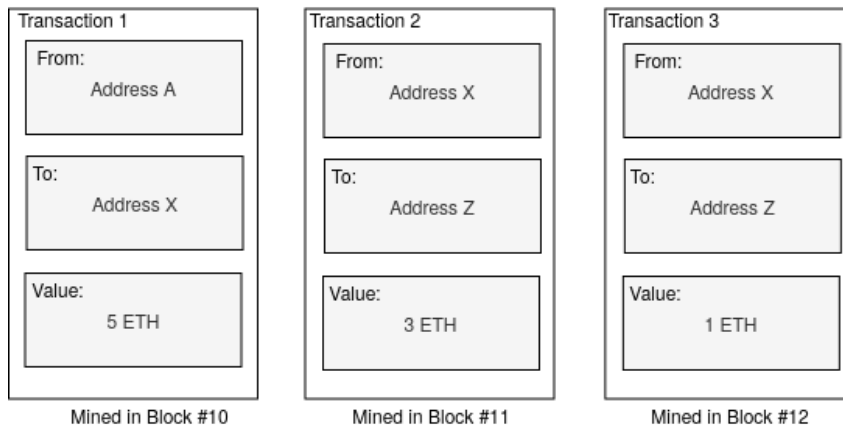 Transaction 1
From:
Address A
To:
Address X
Value:
5 ETH
Mined in Block #10
Transaction 2
From:
Address X
To:
Address Z
Value:
3 ETH
Mined in Block #11
Transaction 3
From:
Address X
To:
Address Z
Value:
1 ETH
Mined in Block #12